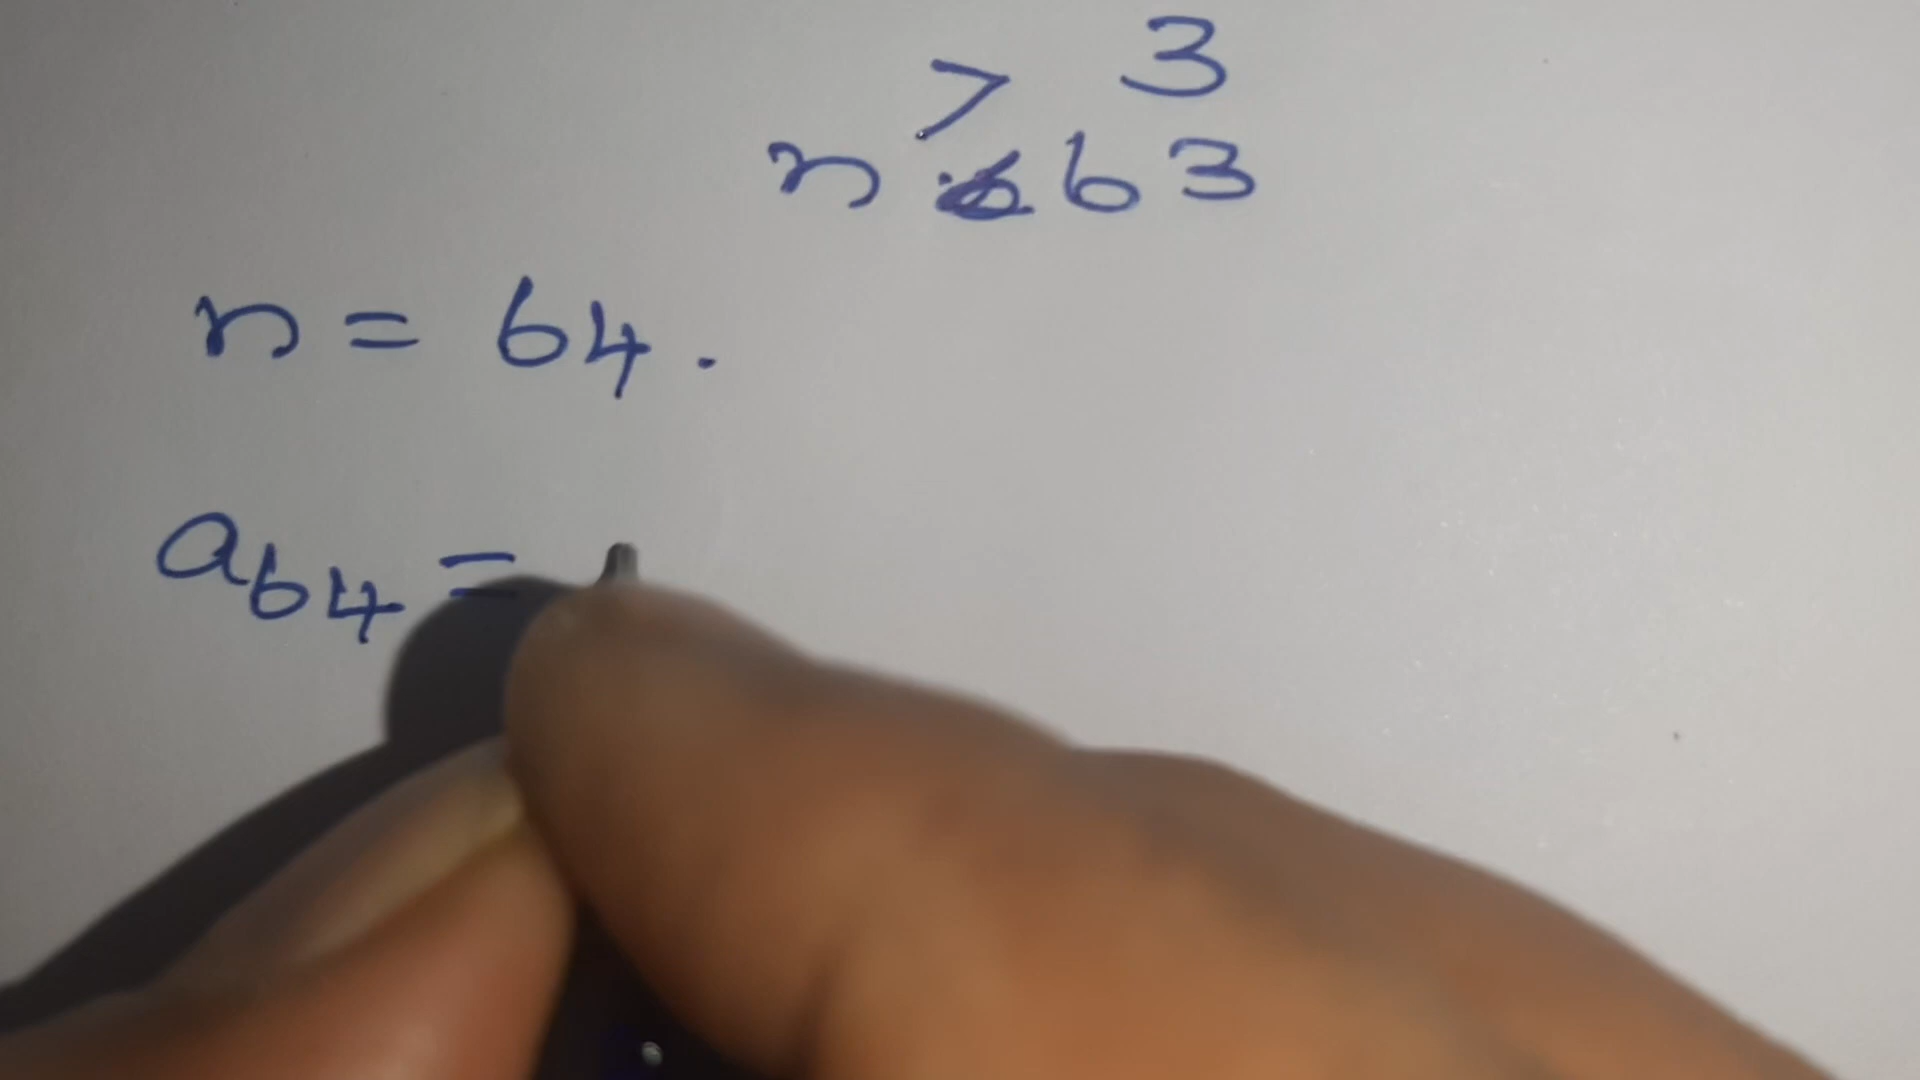 3
n > 63
n = 64.
a64 =